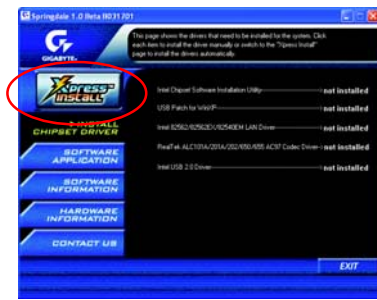 Springdale 1.0 Beta B031701
GIGABYTE
This page shows the drivers that need to be installed for the system. Click
each item to install the driver manually or switch to the "Xpress Install"
page to install the drivers automatically.
Xpress
INSTALL
INSTALL
CHIPSET DRIVER
SOFTWARE
APPLICATION
SOFTWARE
INFORMATION
HARDWARE
INFORMATION
CONTACT US
Intel Chipset Software Installation Utility not installed
USB Patch for WinXP not installed
Intel 82562/82562EX/82540EM LAN Driver not installed
RealTek ALC101A/201A/202/650/655 AC97 Codec Driver not installed
Intel USB 2.0 Driver not installed
EXIT